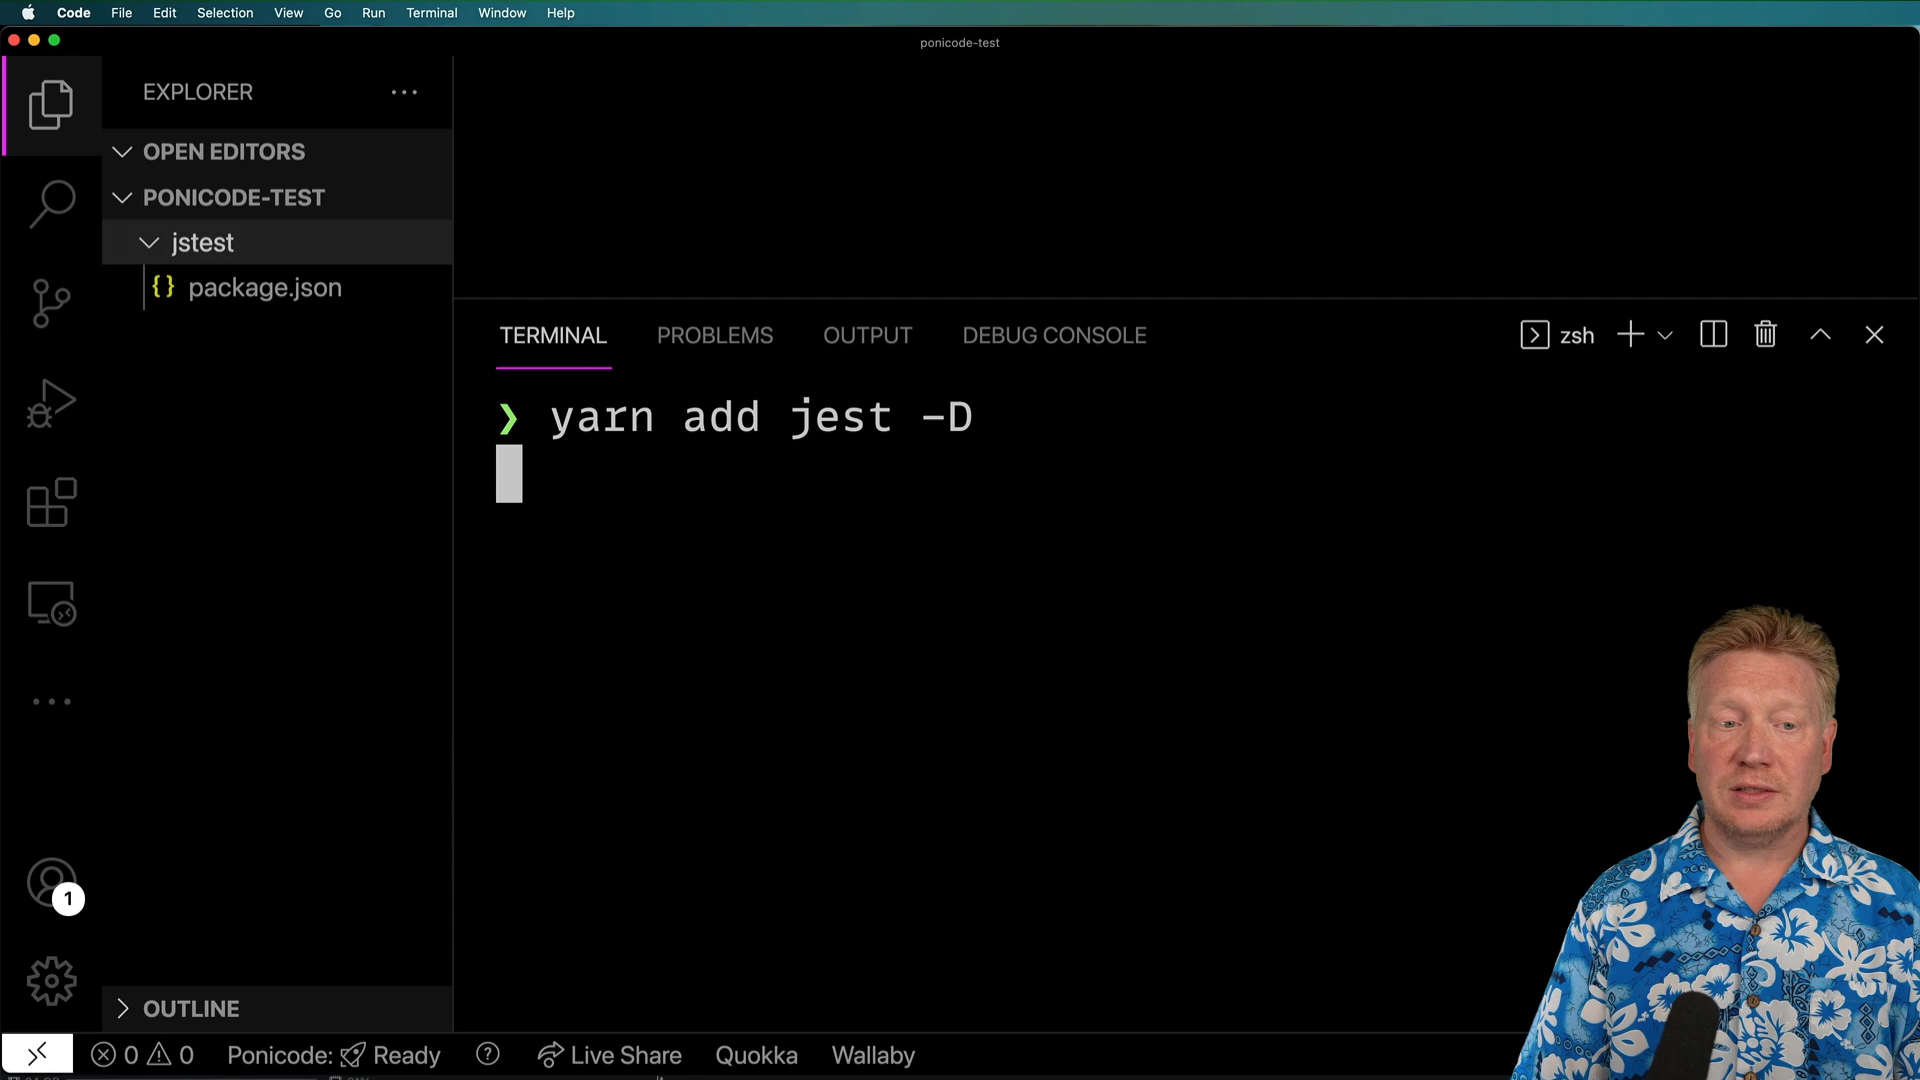 Code File Edit Selection View Go Run Terminal Window Help
ponicode-test
EXPLORER
OPEN EDITORS
PONICODE-TEST
jstest
{} package.json
TERMINAL PROBLEMS OUTPUT DEBUG CONSOLE
zsh
❯ yarn add jest -D
1
OUTLINE
0 0 Ponicode: Ready Live Share Quokka Wallaby